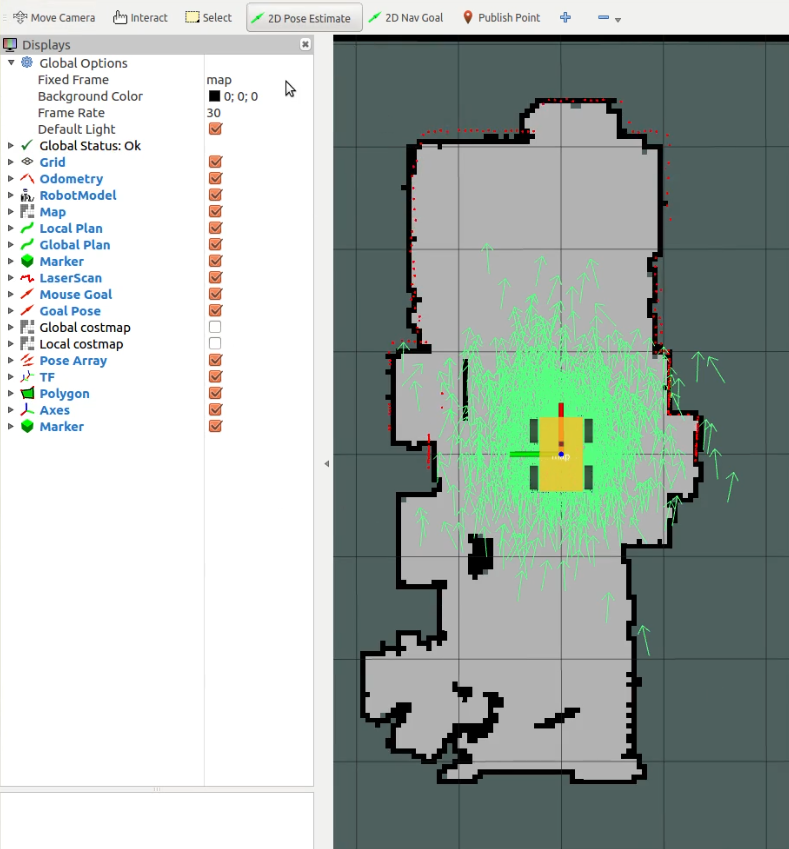 Move Camera Interact Select 2D Pose Estimate 2D Nav Goal Publish Point
Displays
Global Options
Fixed Frame map
Background Color 0; 0; 0
Frame Rate 30
Default Light
Global Status: Ok
Grid
Odometry
RobotModel
Map
Local Plan
Global Plan
Marker
LaserScan
Mouse Goal
Goal Pose
Global costmap
Local costmap
Pose Array
TF
Polygon
Axes
Marker
map